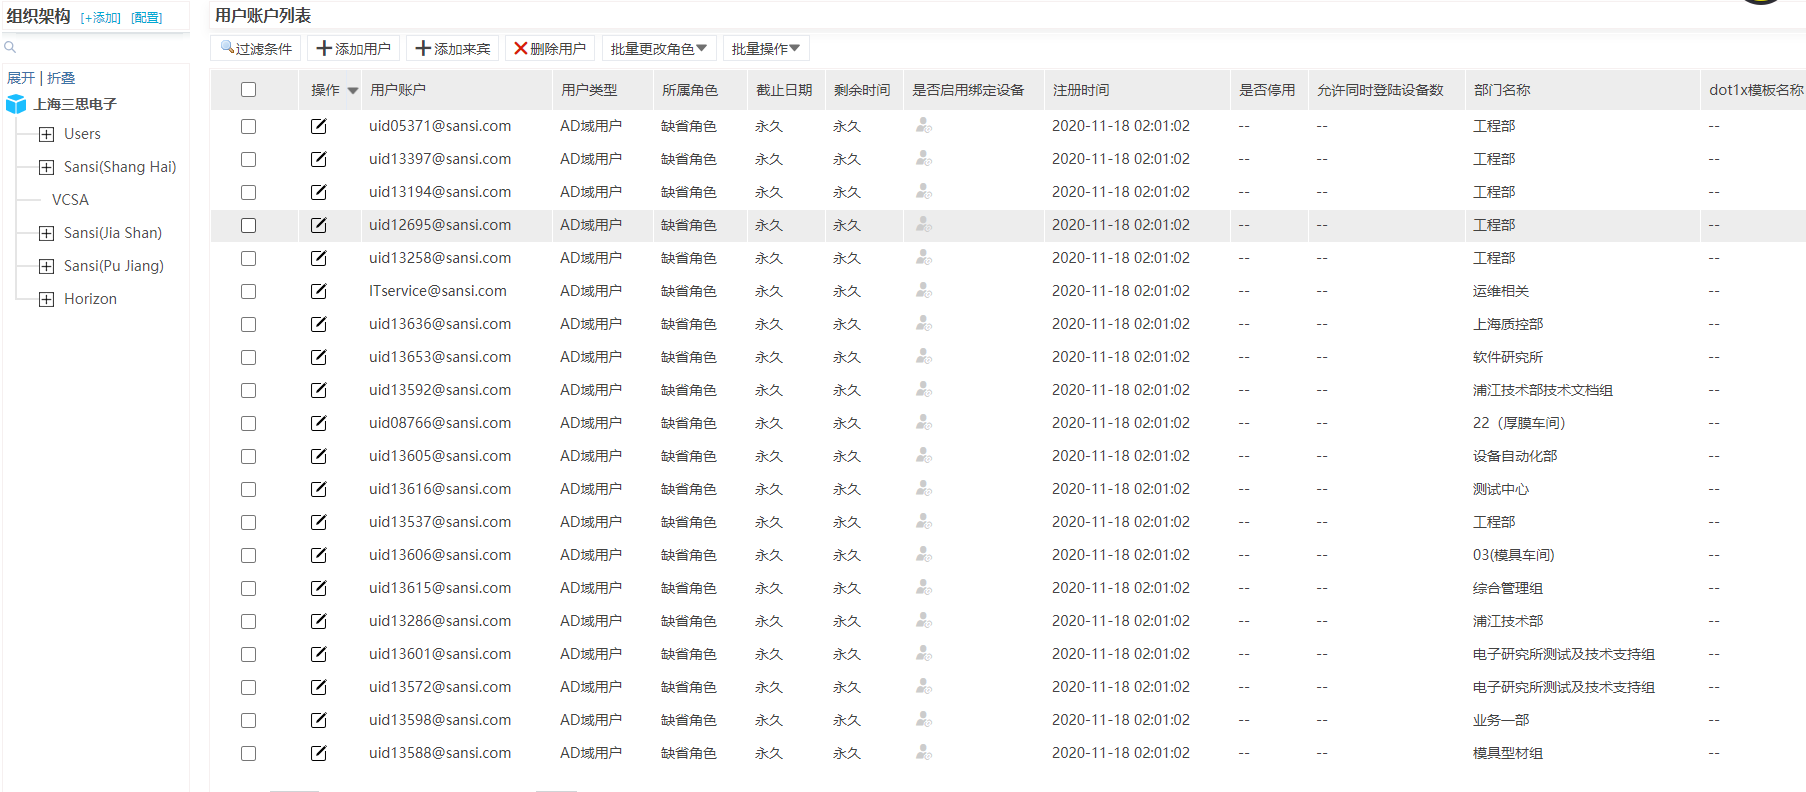 组织架构 [+添加] [配置]
展开 | 折叠
上海三思电子
Users
Sansi(Shang Hai)
VCSA
Sansi(Jia Shan)
Sansi(Pu Jiang)
Horizon
用户账户列表
过滤条件 添加用户 添加来宾 删除用户 批量更改角色 批量操作
操作 用户账户 用户类型 所属角色 截止日期 剩余时间 是否启用绑定设备 注册时间 是否停用 允许同时登陆设备数 部门名称 dot1x模板名称
uid05371@sansi.com AD域用户 缺省角色 永久 永久 2020-11-18 02:01:02 -- -- 工程部 --
uid13397@sansi.com AD域用户 缺省角色 永久 永久 2020-11-18 02:01:02 -- -- 工程部 --
uid13194@sansi.com AD域用户 缺省角色 永久 永久 2020-11-18 02:01:02 -- -- 工程部 --
uid12695@sansi.com AD域用户 缺省角色 永久 永久 2020-11-18 02:01:02 -- -- 工程部 --
uid13258@sansi.com AD域用户 缺省角色 永久 永久 2020-11-18 02:01:02 -- -- 工程部 --
ITservice@sansi.com AD域用户 缺省角色 永久 永久 2020-11-18 02:01:02 -- -- 运维相关 --
uid13636@sansi.com AD域用户 缺省角色 永久 永久 2020-11-18 02:01:02 -- -- 上海质控部 --
uid13653@sansi.com AD域用户 缺省角色 永久 永久 2020-11-18 02:01:02 -- -- 软件研究所 --
uid13592@sansi.com AD域用户 缺省角色 永久 永久 2020-11-18 02:01:02 -- -- 浦江技术部技术文档组 --
uid08766@sansi.com AD域用户 缺省角色 永久 永久 2020-11-18 02:01:02 -- -- 22（厚膜车间） --
uid13605@sansi.com AD域用户 缺省角色 永久 永久 2020-11-18 02:01:02 -- -- 设备自动化部 --
uid13616@sansi.com AD域用户 缺省角色 永久 永久 2020-11-18 02:01:02 -- -- 测试中心 --
uid13537@sansi.com AD域用户 缺省角色 永久 永久 2020-11-18 02:01:02 -- -- 工程部 --
uid13606@sansi.com AD域用户 缺省角色 永久 永久 2020-11-18 02:01:02 -- -- 03(模具车间) --
uid13615@sansi.com AD域用户 缺省角色 永久 永久 2020-11-18 02:01:02 -- -- 综合管理组 --
uid13286@sansi.com AD域用户 缺省角色 永久 永久 2020-11-18 02:01:02 -- -- 浦江技术部 --
uid13601@sansi.com AD域用户 缺省角色 永久 永久 2020-11-18 02:01:02 -- -- 电子研究所测试及技术支持组 --
uid13572@sansi.com AD域用户 缺省角色 永久 永久 2020-11-18 02:01:02 -- -- 电子研究所测试及技术支持组 --
uid13598@sansi.com AD域用户 缺省角色 永久 永久 2020-11-18 02:01:02 -- -- 业务一部 --
uid13588@sansi.com AD域用户 缺省角色 永久 永久 2020-11-18 02:01:02 -- -- 模具型材组 --